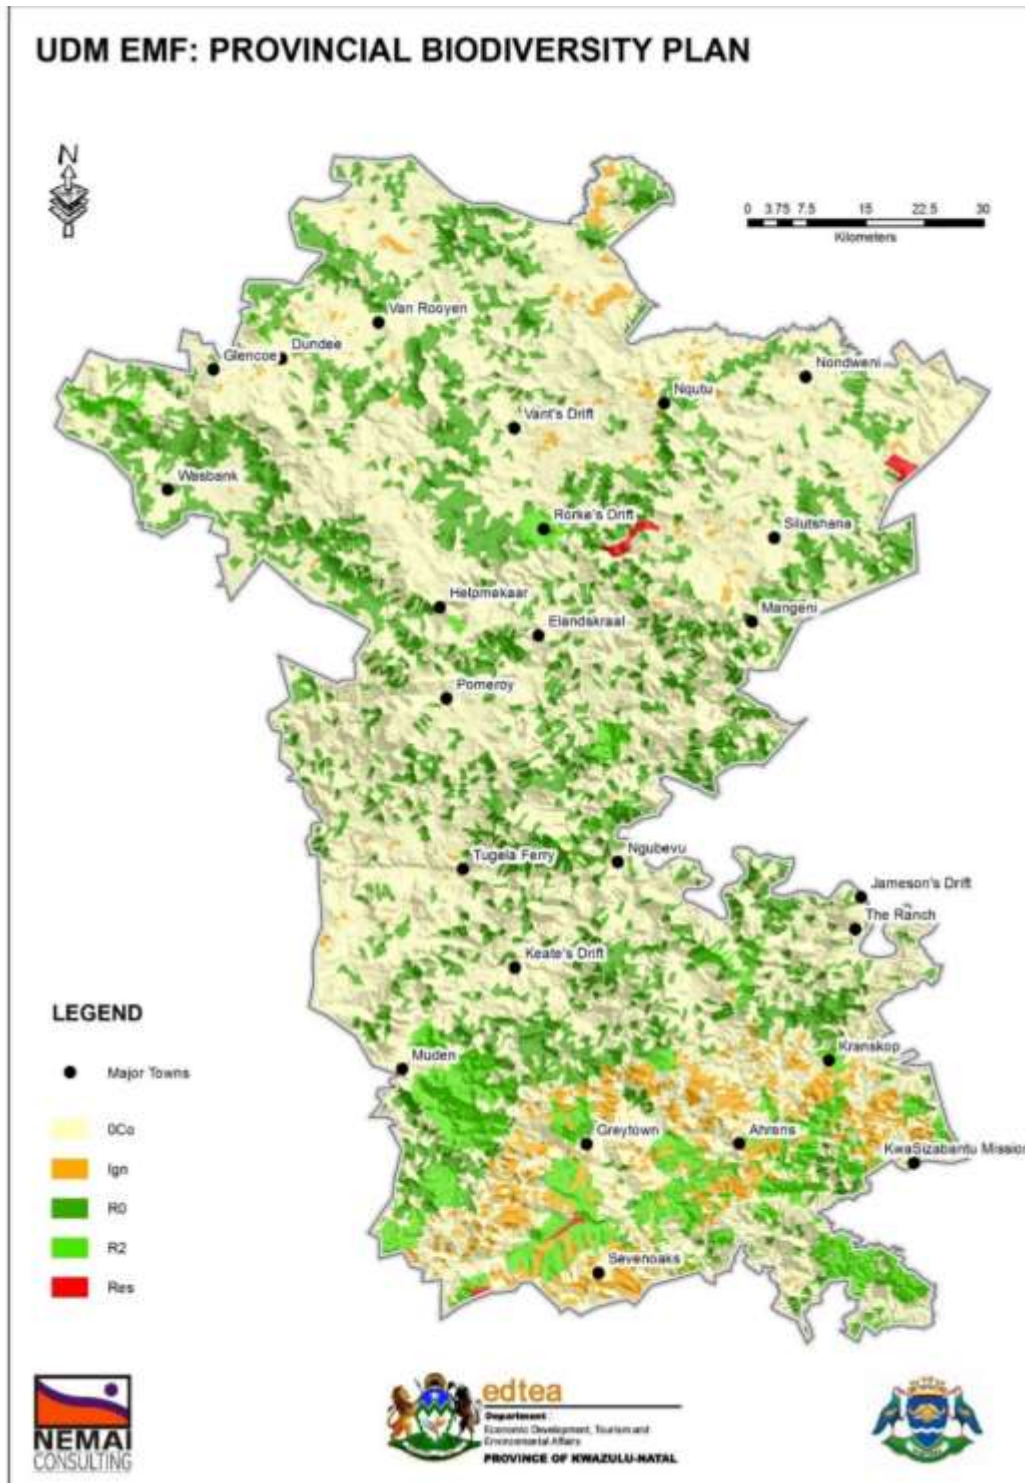 UDM EMF: PROVINCIAL BIODIVERSITY PLAN
N
0 3.75 7.5 15 22.5 30
Kilometers
Van Rooyen
Dundee
Glencoe
Nondweni
Nqutu
Vant's Drift
Wasbank
Rorke's Drift
Silutshana
Helpmekaar
Mangeni
Elandskraal
Pomeroy
Ngubevu
Tugela Ferry
Jameson's Drift
The Ranch
Keate's Drift
LEGEND
Kranskop
Muden
Major Towns
Greytown
Ahrens
0Co
KwaSizabantu Mission
Ign
R0
R2
Sevenoaks
Res
NEMAI
CONSULTING
edtea
Department:
Economic Development, Tourism and
Environmental Affairs
PROVINCE OF KWAZULU-NATAL